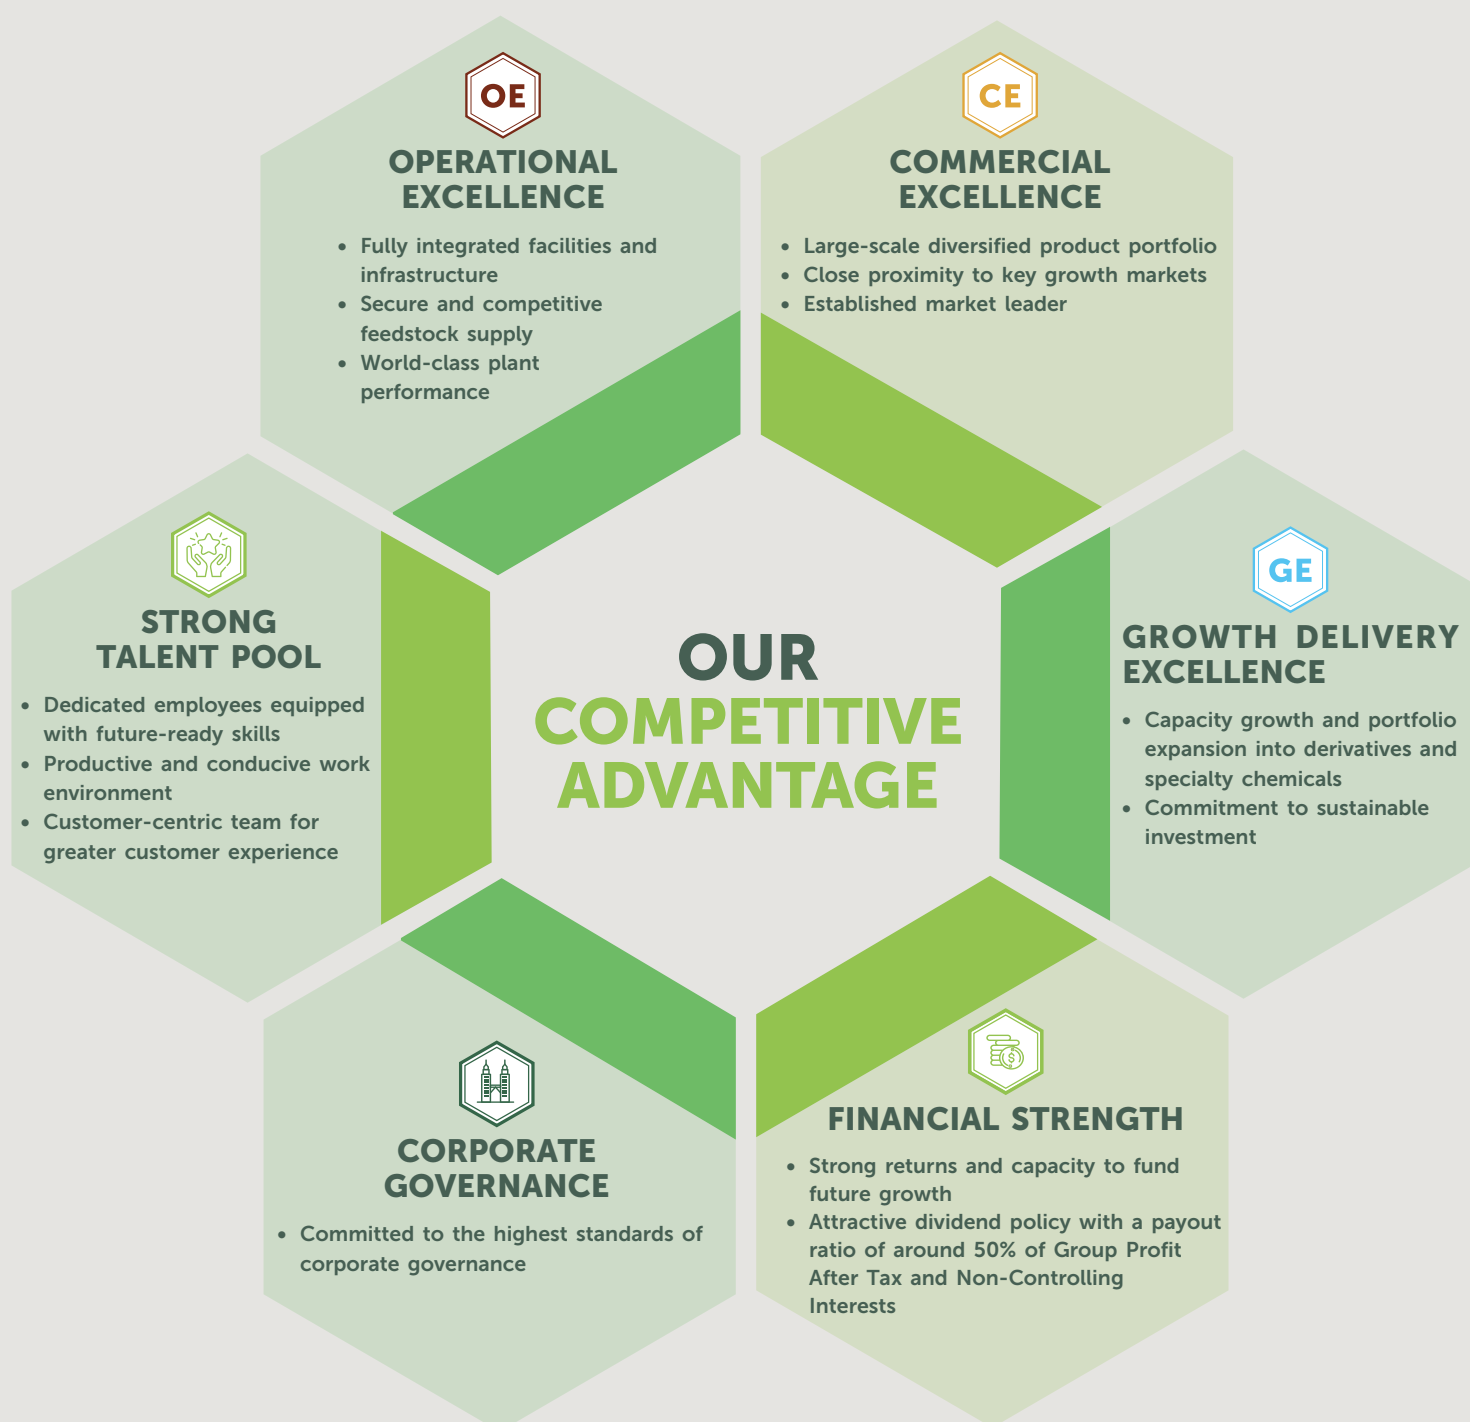 OE
OPERATIONAL
EXCELLENCE
• Fully integrated facilities and
infrastructure
• Secure and competitive
feedstock supply
• World-class plant
performance
CE
COMMERCIAL
EXCELLENCE
• Large-scale diversified product portfolio
• Close proximity to key growth markets
• Established market leader
STRONG
TALENT POOL
• Dedicated employees equipped
with future-ready skills
• Productive and conducive work
environment
• Customer-centric team for
greater customer experience
OUR
COMPETITIVE
ADVANTAGE
GE
GROWTH DELIVERY
EXCELLENCE
• Capacity growth and portfolio
expansion into derivatives and
specialty chemicals
• Commitment to sustainable
investment
CORPORATE
GOVERNANCE
• Committed to the highest standards of
corporate governance
$
FINANCIAL STRENGTH
• Strong returns and capacity to fund
future growth
• Attractive dividend policy with a payout
ratio of around 50% of Group Profit
After Tax and Non-Controlling
Interests